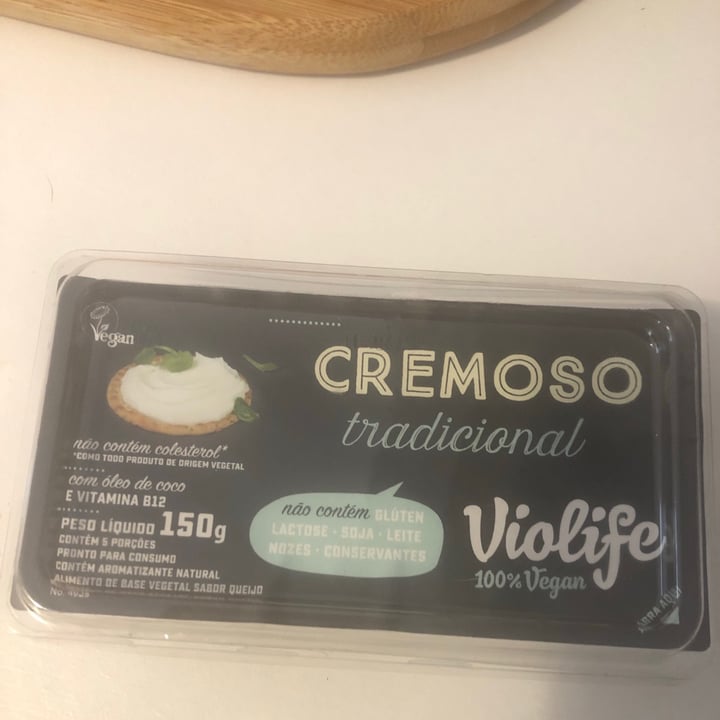 Vegan
CREMOSO
tradicional
não contém colesterol*
*COMO TODO PRODUTO DE ORIGEM VEGETAL
com óleo de coco
E VITAMINA B12
PESO LÍQUIDO 150g
CONTÉM 5 PORÇÕES
PRONTO PARA CONSUMO
CONTÉM AROMATIZANTE NATURAL
ALIMENTO DE BASE VEGETAL SABOR QUEIJO
não contém GLÚTEN
LACTOSE · SOJA · LEITE
NOZES · CONSERVANTES
Violife
100% Vegan
ABRA AQUI